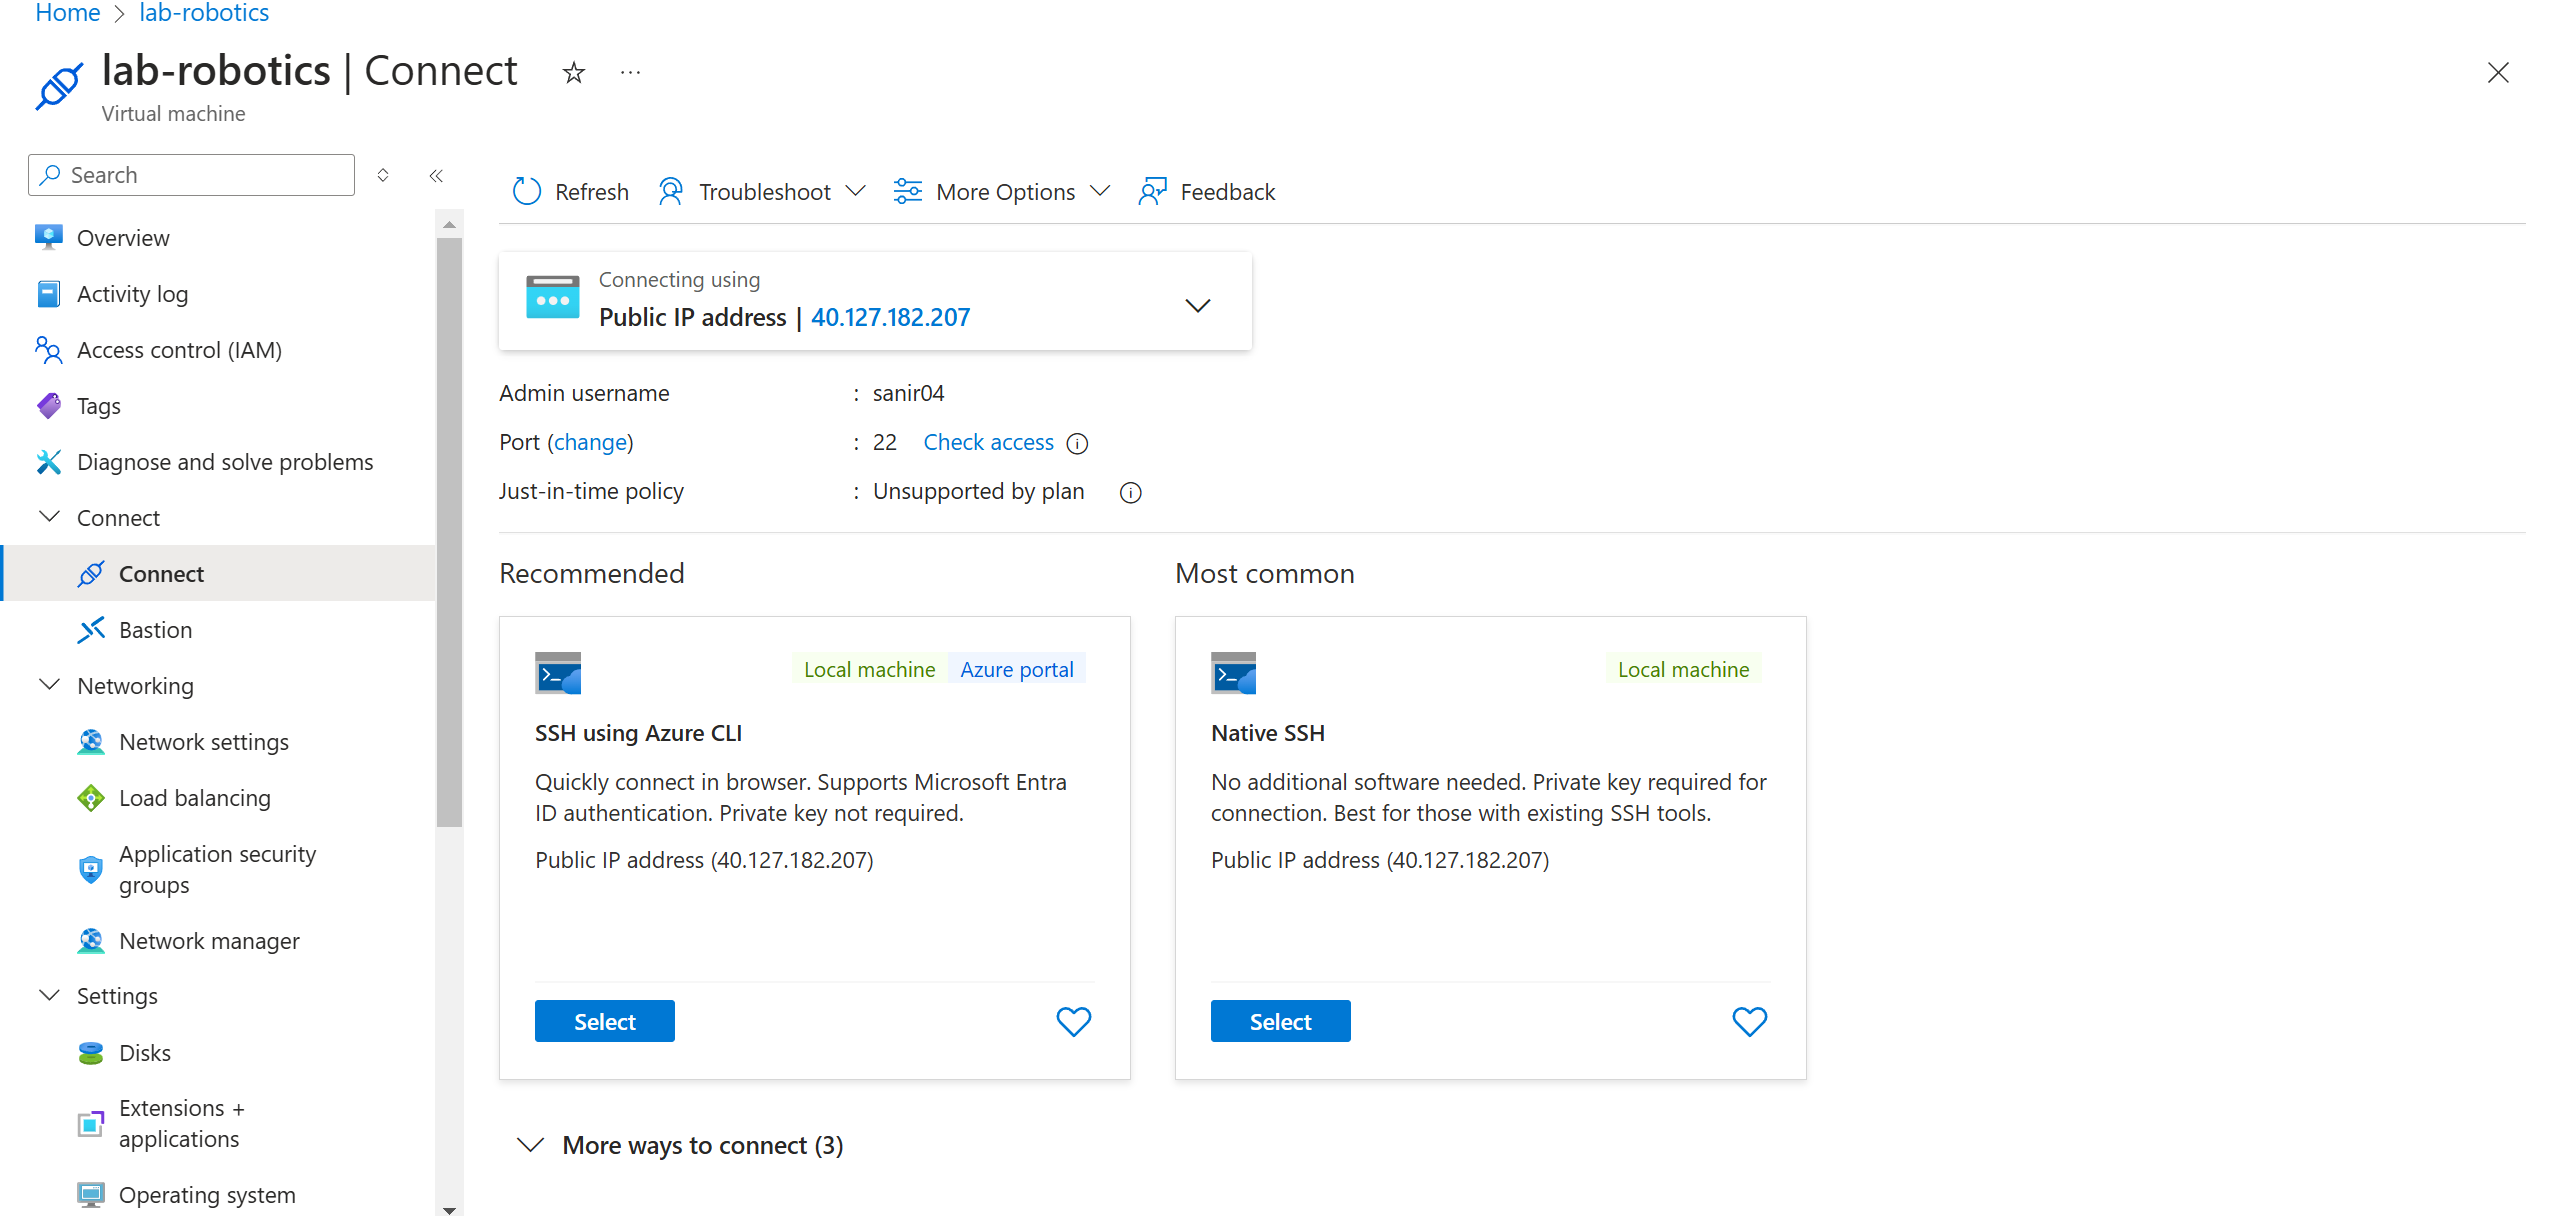 Home > lab-robotics
lab-robotics | Connect
Virtual machine
Search
Overview
Activity log
Access control (IAM)
Tags
Diagnose and solve problems
Connect
Connect
Bastion
Networking
Network settings
Load balancing
Application security
groups
Network manager
Settings
Disks
Extensions +
applications
Operating system
Refresh Troubleshoot More Options Feedback
Connecting using
Public IP address | 40.127.182.207
Admin username : sanir04
Port (change) : 22 Check access
Just-in-time policy : Unsupported by plan
Recommended
Local machine Azure portal
SSH using Azure CLI
Quickly connect in browser. Supports Microsoft Entra
ID authentication. Private key not required.
Public IP address (40.127.182.207)
Select
Most common
Local machine
Native SSH
No additional software needed. Private key required for
connection. Best for those with existing SSH tools.
Public IP address (40.127.182.207)
Select
More ways to connect (3)